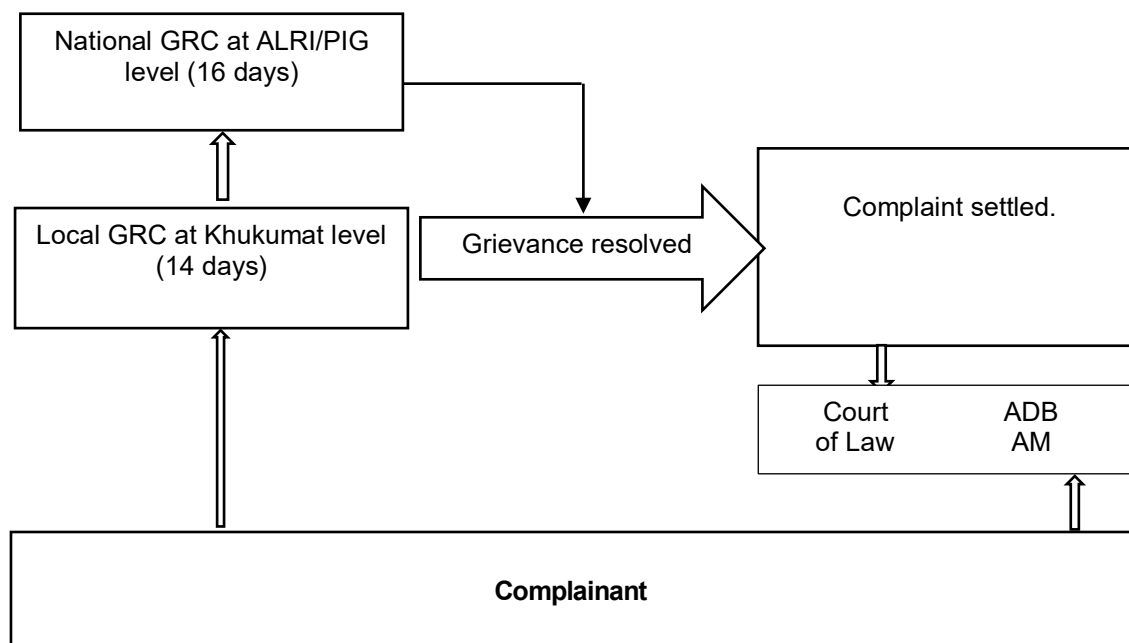 National GRC at ALRI/PIG
level (16 days)
Local GRC at Khukumat level
(14 days)
Grievance resolved
Complaint settled.
Court
of Law
ADB
AM
Complainant